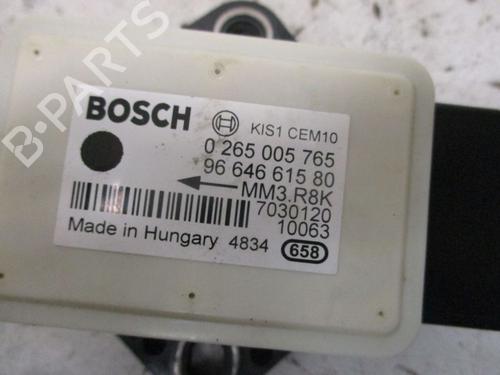 B-PARTS
BOSCH KIS1 CEM10
0 265 005 765
96 646 615 80
MM3.R8K
7030120
10063
Made in Hungary 4834 658